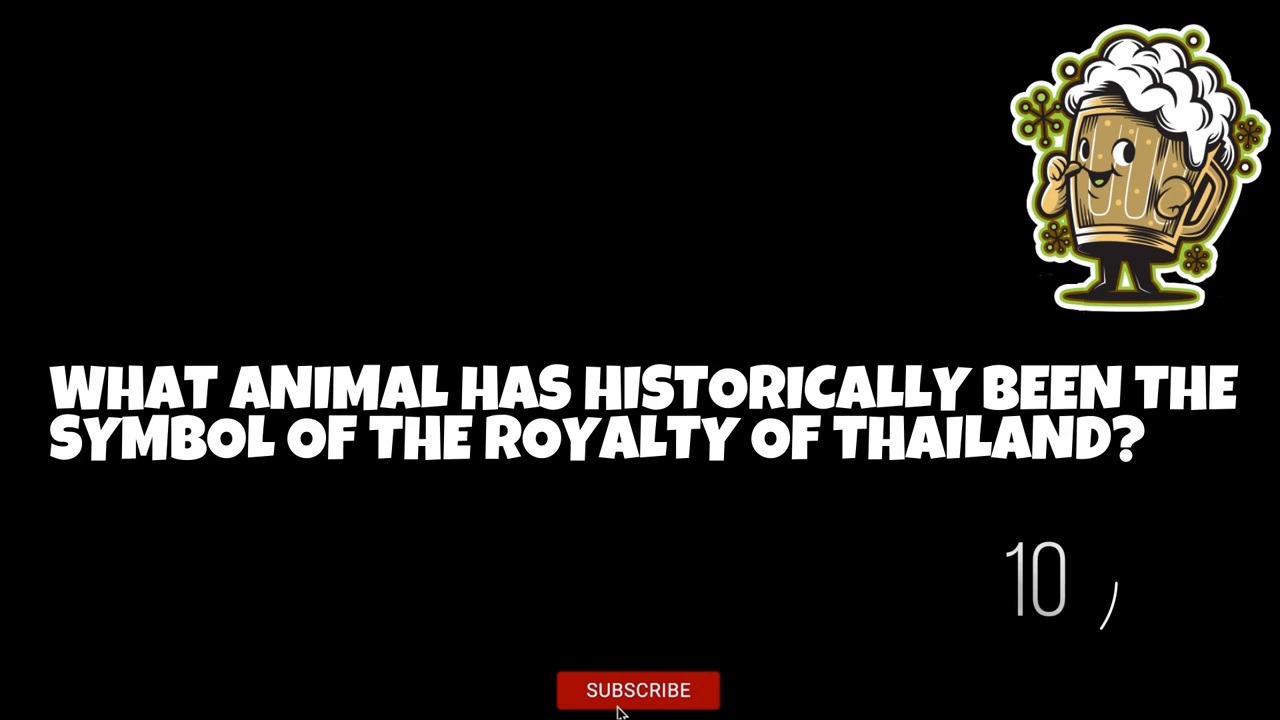 WHAT ANIMAL HAS HISTORICALLY BEEN THE
SYMBOL OF THE ROYALTY OF THAILAND?
10
SUBSCRIBE